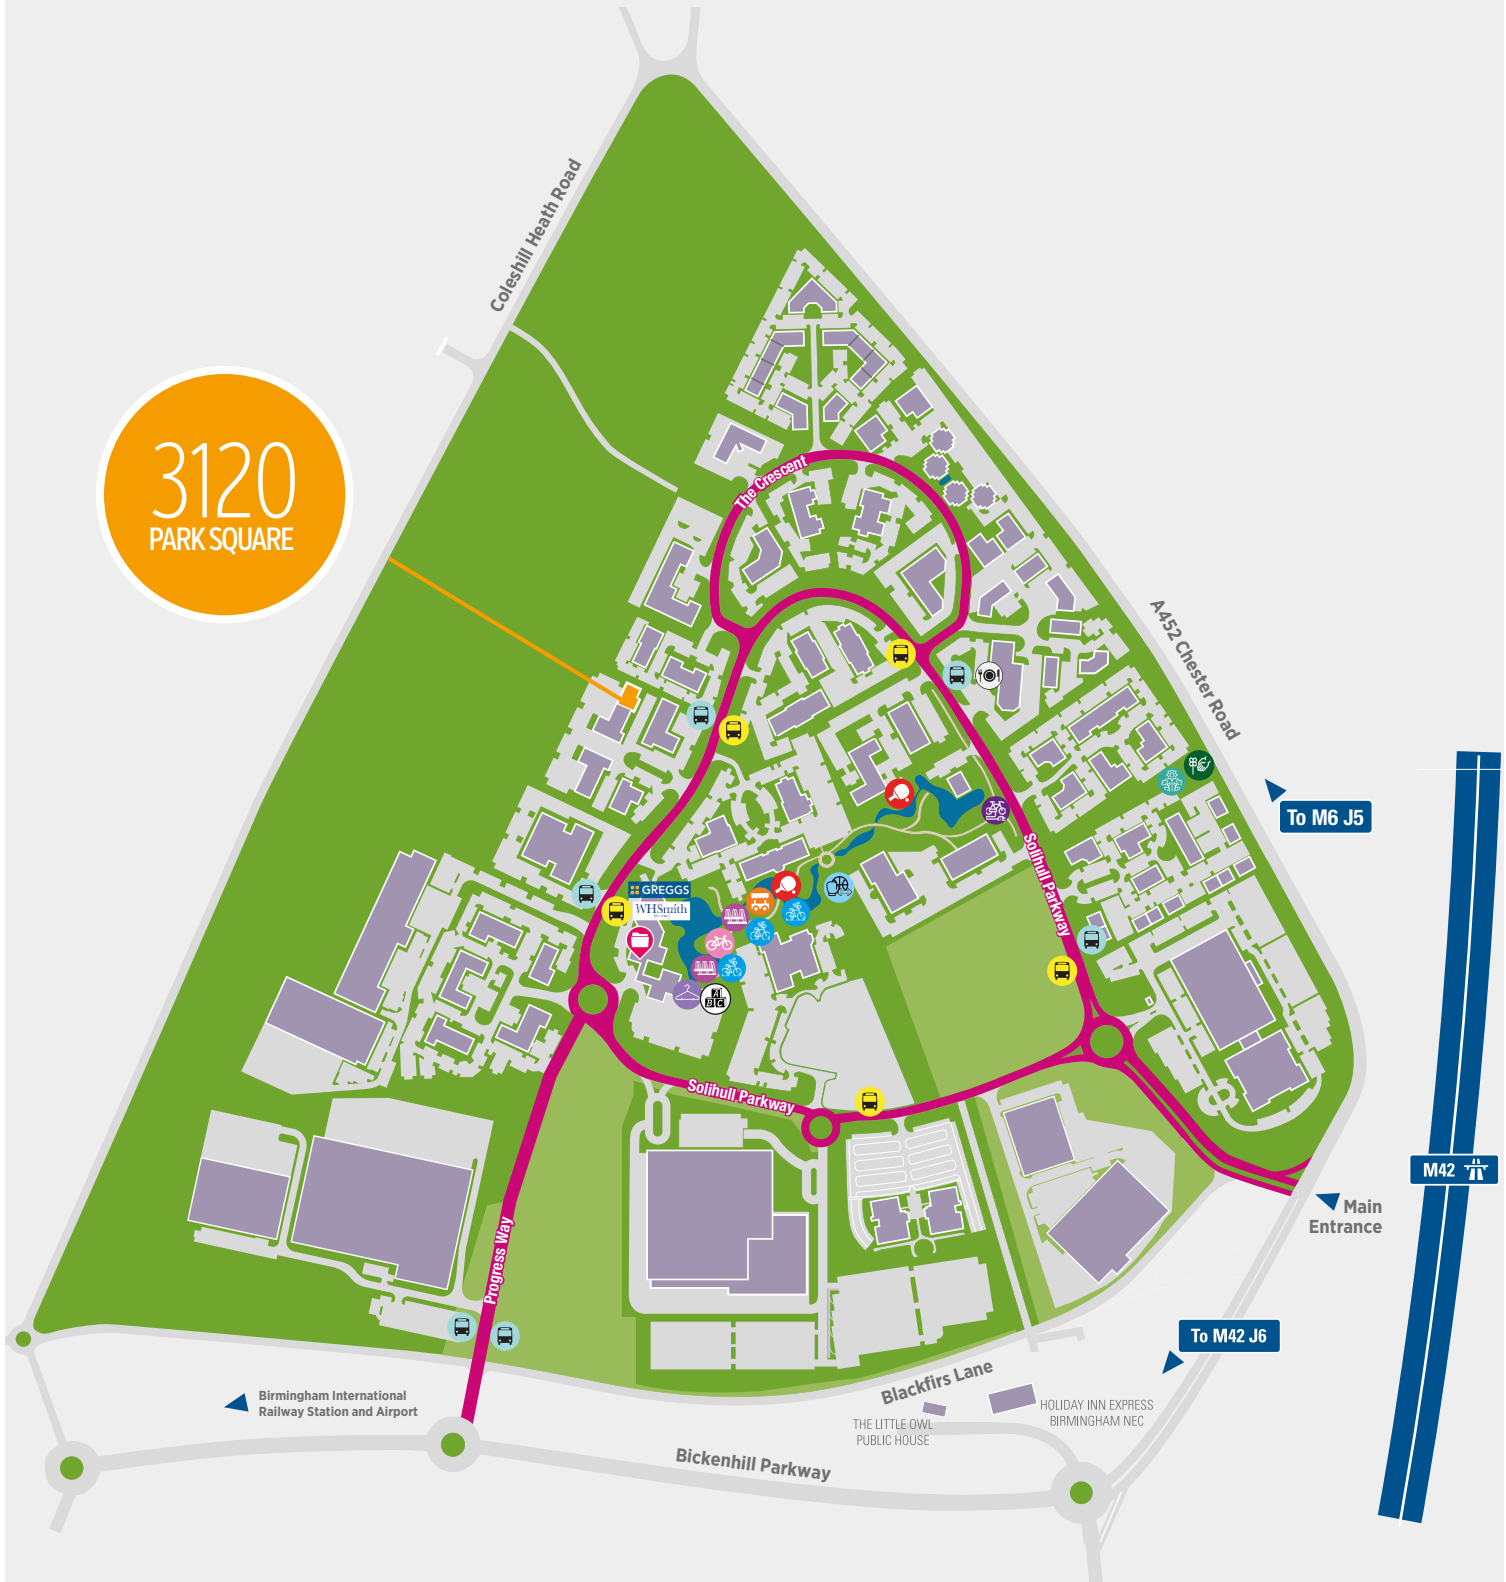 Coleshill Heath Road
3120
PARK SQUARE
The Crescent
A452 Chester Road
To M6 J5
Solihull Parkway
GREGGS
WHSmith
A
B C
Solihull Parkway
M42
Main
Entrance
Progress Way
To M42 J6
Birmingham International
Railway Station and Airport
Blackfirs Lane
HOLIDAY INN EXPRESS
BIRMINGHAM NEC
THE LITTLE OWL
PUBLIC HOUSE
Bickenhill Parkway